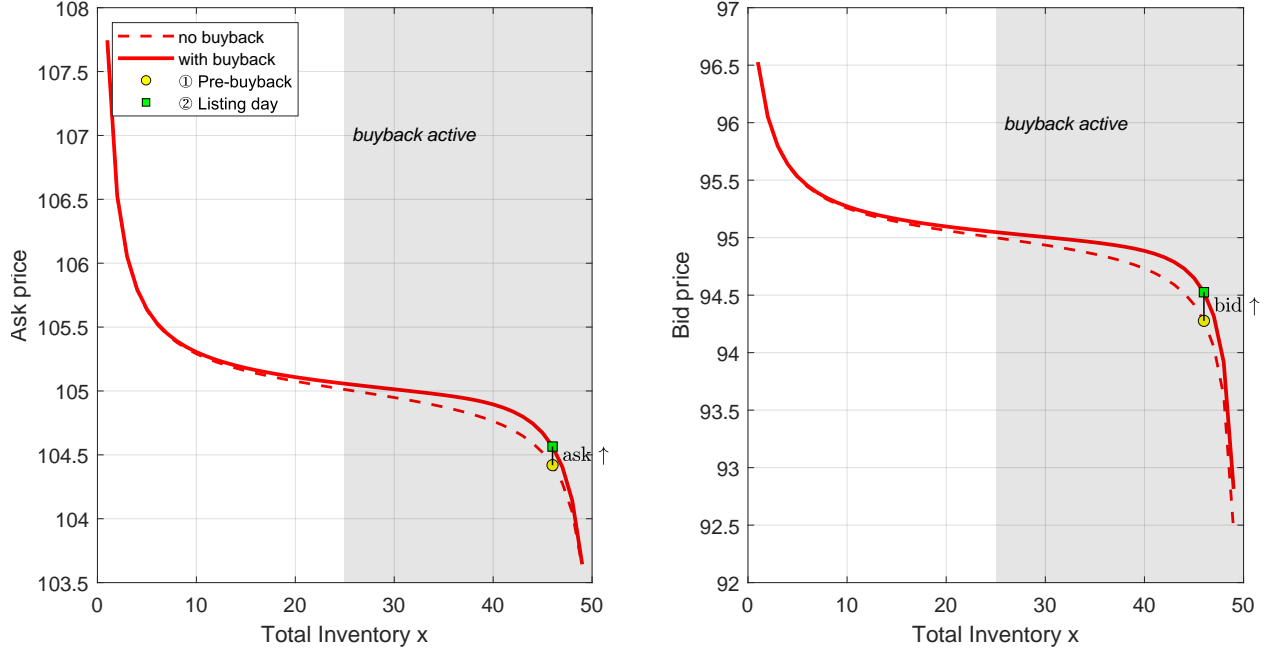 108
107.5
107
106.5
106
105.5
105
104.5
104
103.5
0 10 20 30 40 50
Ask price
Total Inventory x
no buyback
with buyback
① Pre-buyback
② Listing day
buyback active
ask ↑
97
96.5
96
95.5
95
94.5
94
93.5
93
92.5
92
0 10 20 30 40 50
Bid price
Total Inventory x
buyback active
bid ↑